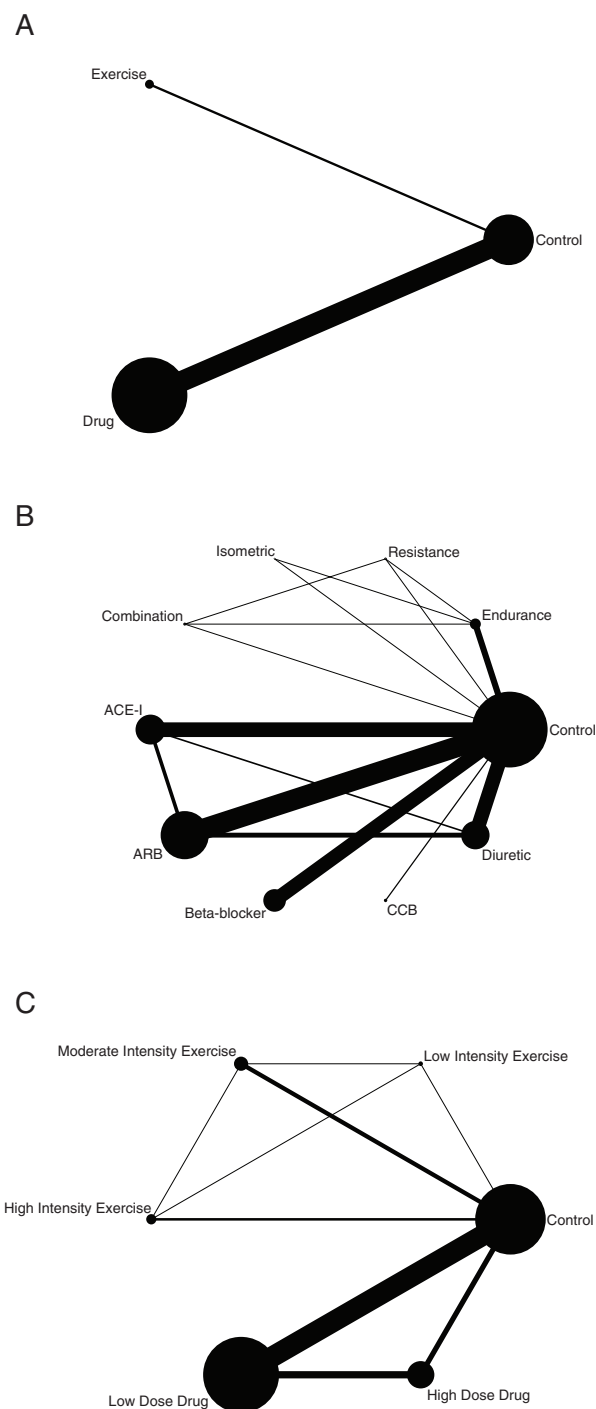 A
Exercise
Control
Drug
B
Isometric
Resistance
Combination
Endurance
ACE-I
Control
ARB
Diuretic
Beta-blocker
CCB
C
Moderate Intensity Exercise
Low Intensity Exercise
High Intensity Exercise
Control
Low Dose Drug
High Dose Drug